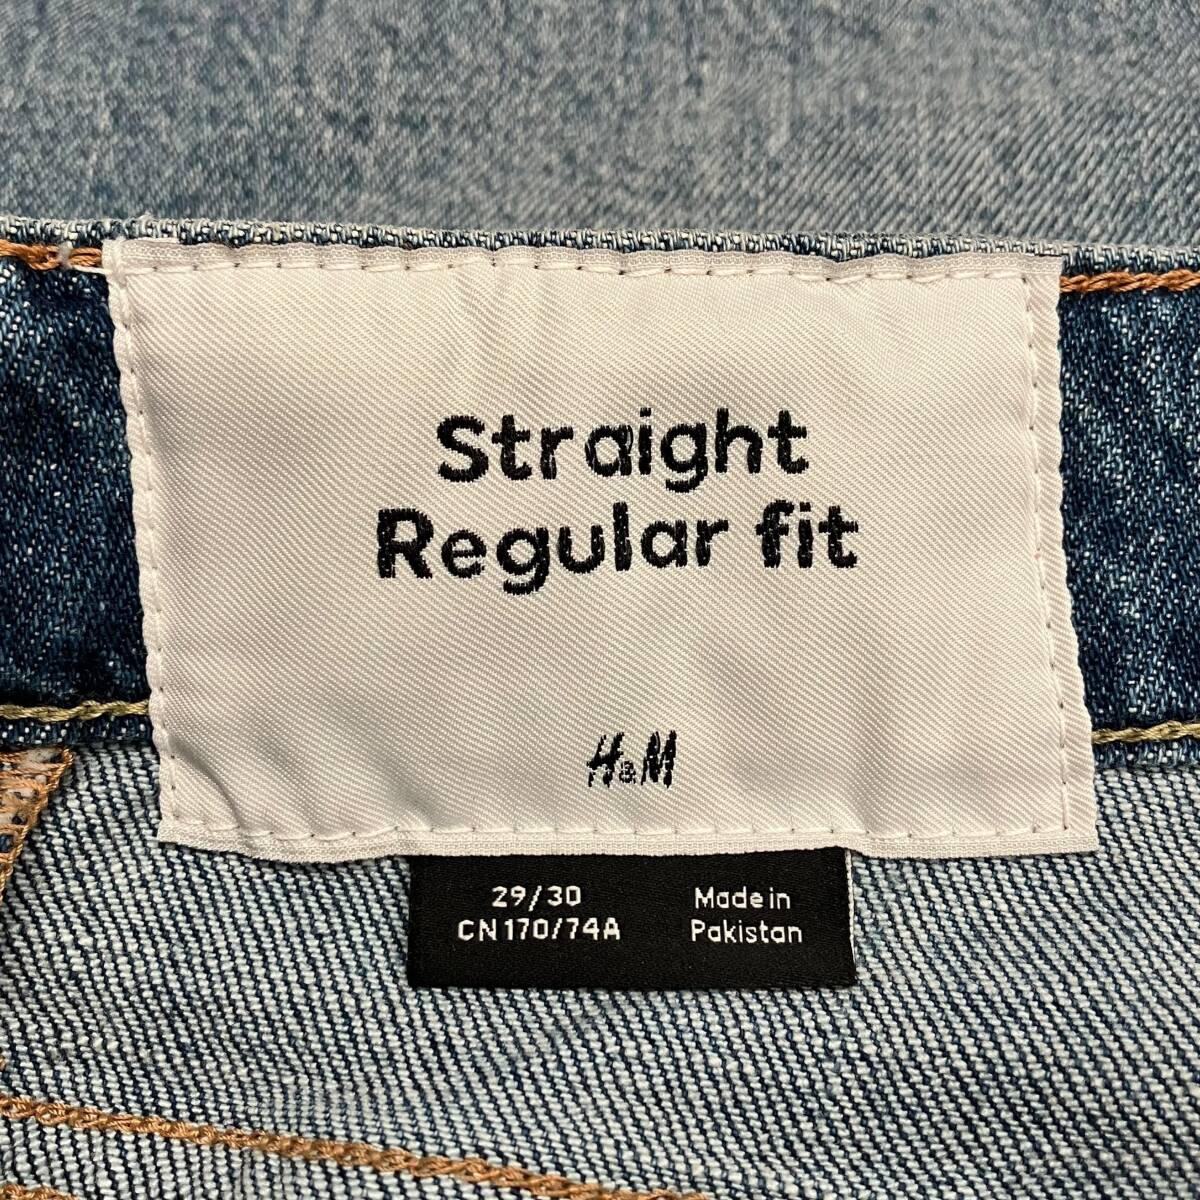 Straight
Regular fit
H&M
29/30
CN170/74A
Made in
Pakistan